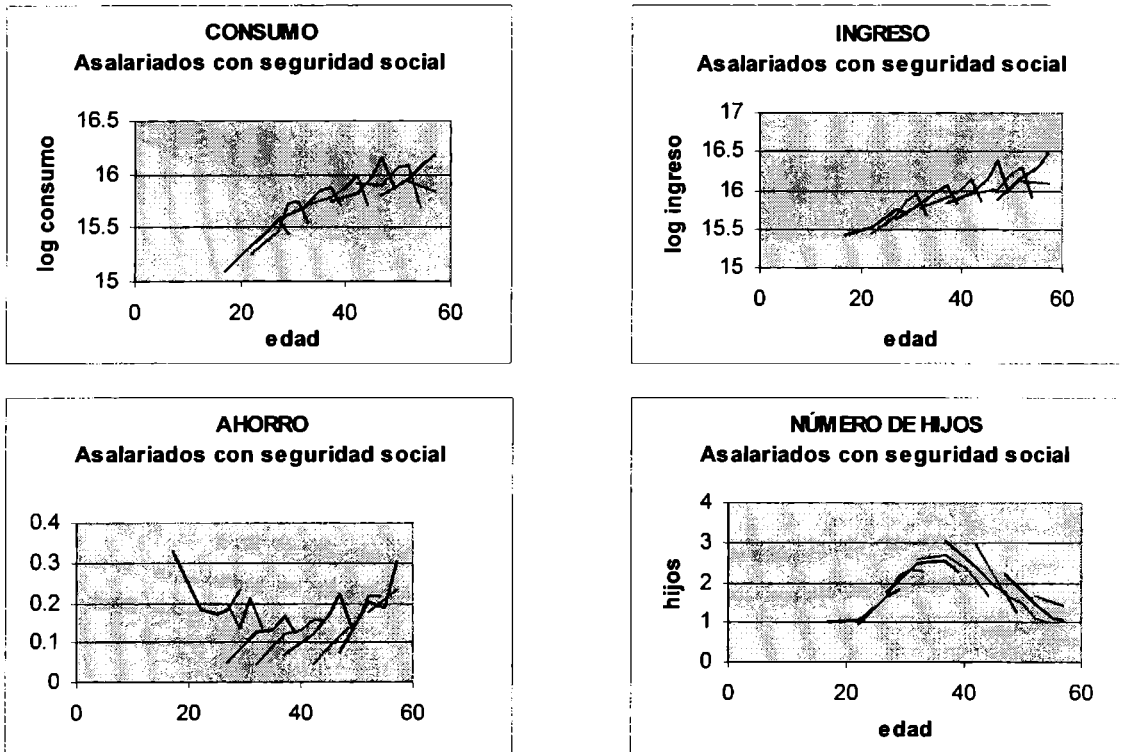 CONSUMO
Asalariados con seguridad social
16.5
16
15.5
15
log consumo
0 20 40 60
edad
INGRESO
Asalariados con seguridad social
17
16.5
16
15.5
15
log ingreso
0 20 40 60
edad
AHORRO
Asalariados con seguridad social
0.4
0.3
0.2
0.1
0
0 20 40 60
NÚMERO DE HIJOS
Asalariados con seguridad social
4
3
2
1
0
hijos
0 20 40 60
edad